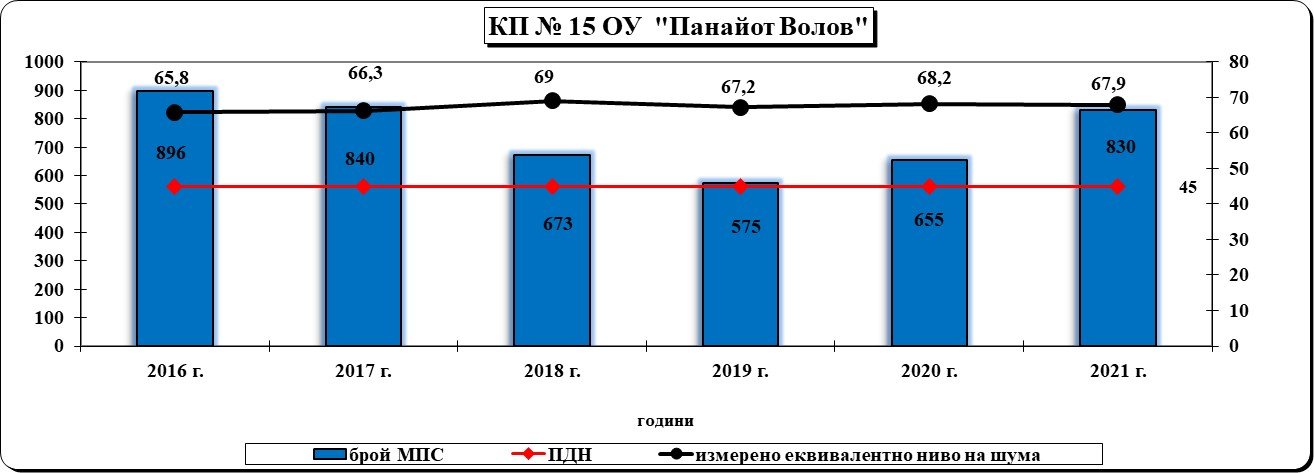 КП № 15 ОУ "Панайот Волов"
1000 65,8 66,3 69 67,2 68,2 67,9 80
900 70
800 896 840 830 60
700
600 50
500 45
400 673 575 655 40
300 30
200 20
100 10
0 0
2016 г. 2017 г. 2018 г. 2019 г. 2020 г. 2021 г.
години
брой МПС ПДН измерено еквивалентно ниво на шума